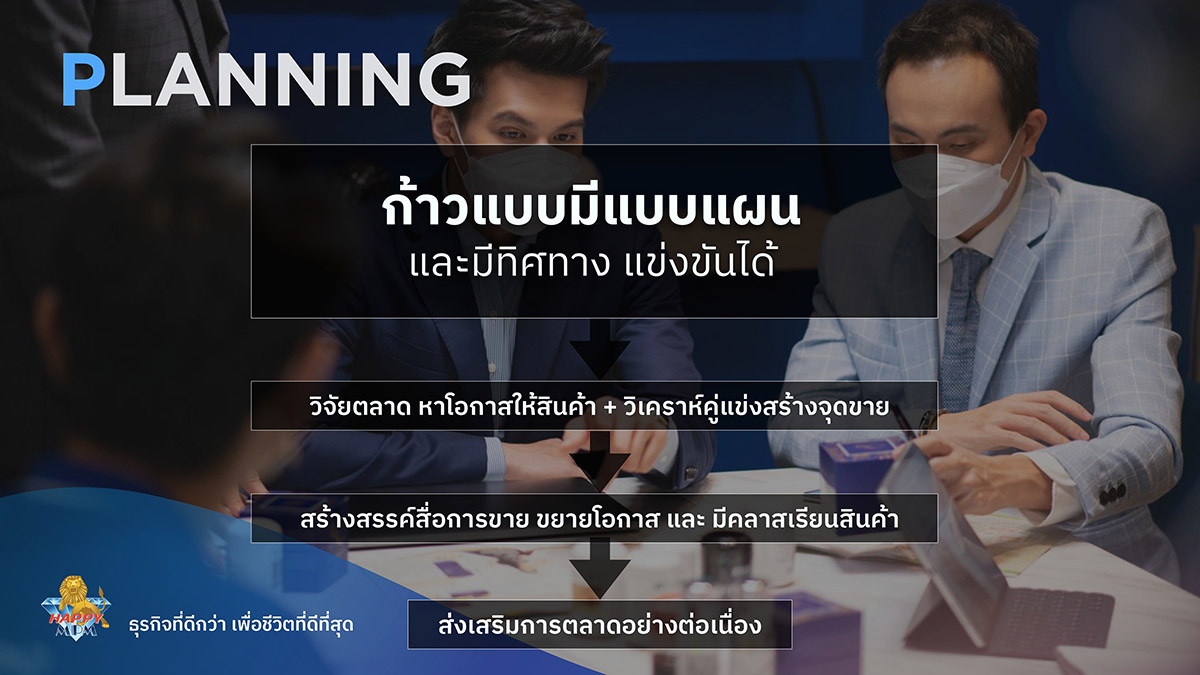 PLANNING
ก้าวแบบมีแบบแผน
และมีทิศทาง แข่งขันได้
วิจัยตลาด หาโอกาสให้สินค้า + วิเคราห์คู่แข่งสร้างจุดขาย
สร้างสรรค์สื่อการขาย ขยายโอกาส และ มีคลาสเรียนสินค้า
ส่งเสริมการตลาดอย่างต่อเนื่อง
HAPPY
MPM
ธุรกิจที่ดีกว่า เพื่อชีวิตที่ดีที่สุด